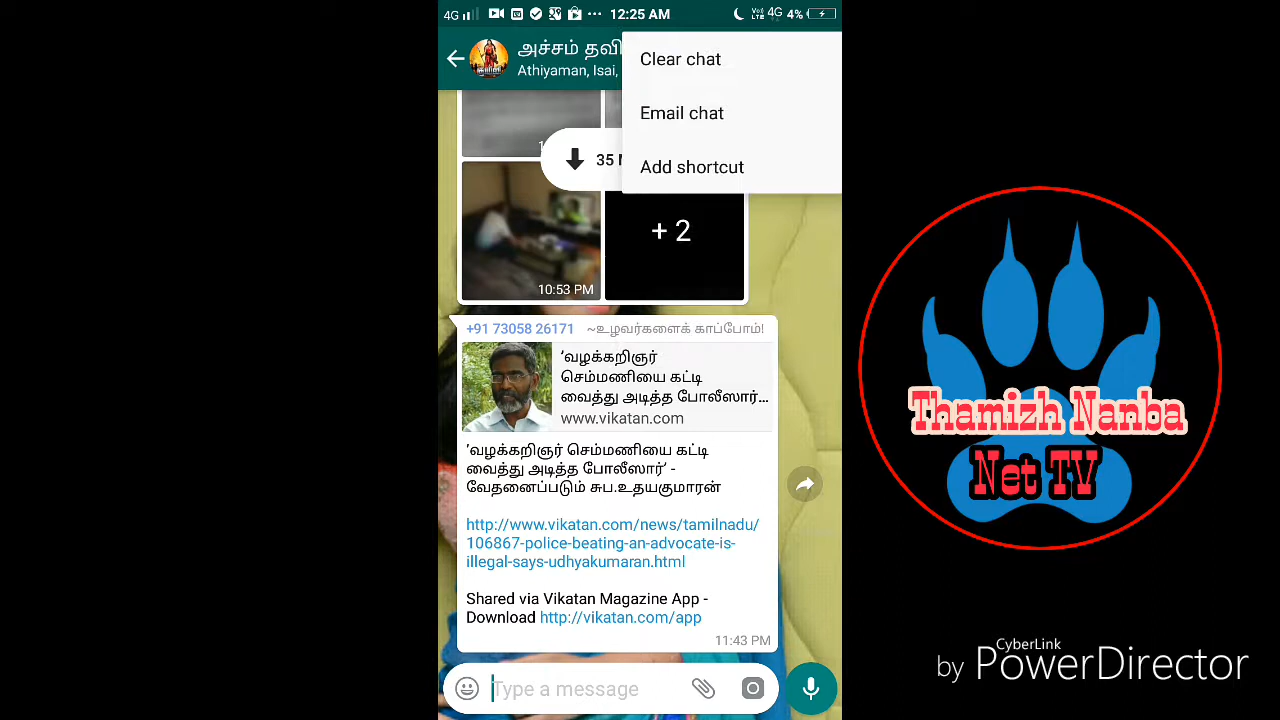 4G 12:25 AM VoLTE 4G 4%
அச்சம் தவி
Athiyaman, Isai,
Clear chat
Email chat
Add shortcut
35
+ 2
10:53 PM
+91 73058 26171 ~உழவர்களைக் காப்போம்!
‘வழக்கறிஞர்
செம்மணியை கட்டி
வைத்து அடித்த போலீஸார்...
www.vikatan.com
'வழக்கறிஞர் செம்மணியை கட்டி
வைத்து அடித்த போலீஸார்' -
வேதனைப்படும் சுப.உதயகுமாரன்
http://www.vikatan.com/news/tamilnadu/
106867-police-beating-an-advocate-is-
illegal-says-udhyakumaran.html
Shared via Vikatan Magazine App -
Download http://vikatan.com/app
11:43 PM
Type a message
Thamizh Nanba
Net TV
CyberLink
by PowerDirector